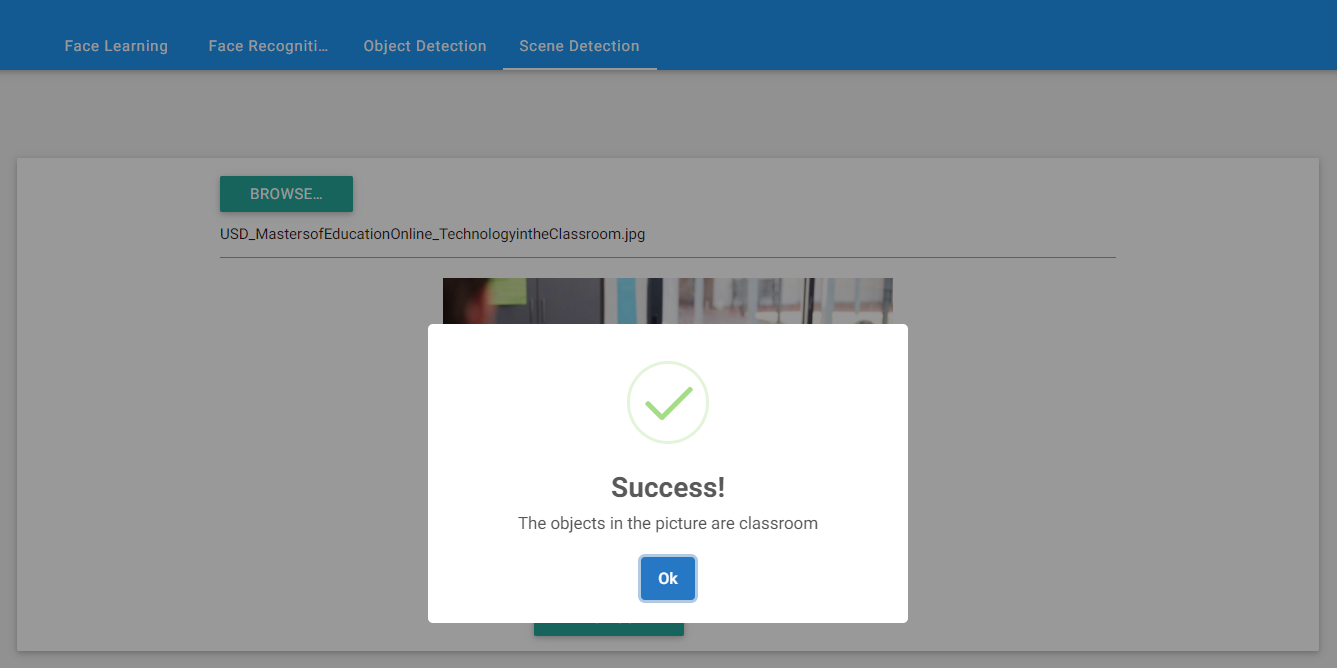 Face Learning
Face Recogniti...
Object Detection
Scene Detection
BROWSE...
USD_MastersofEducationOnline_TechnologyintheClassroom.jpg
Success!
The objects in the picture are classroom
Ok